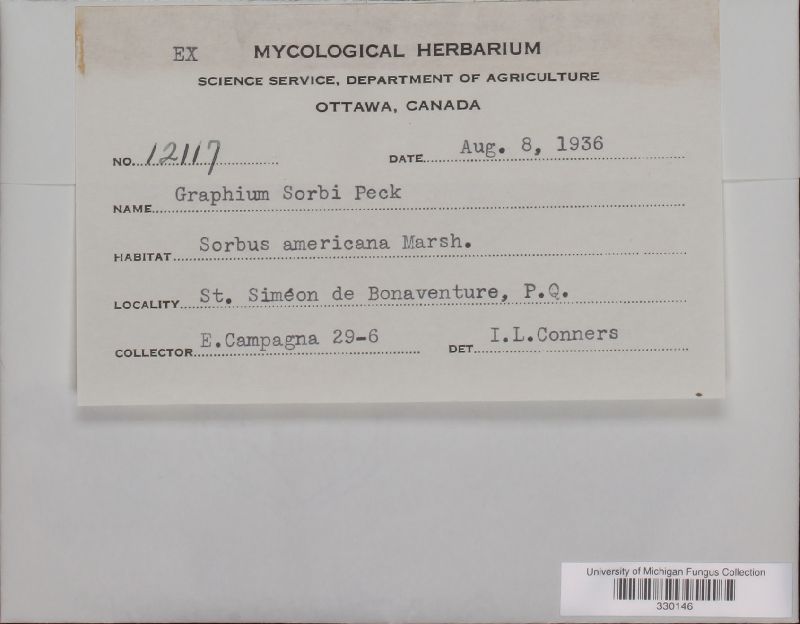 EX MYCOLOGICAL HERBARIUM
SCIENCE SERVICE, DEPARTMENT OF AGRICULTURE
OTTAWA, CANADA
NO. 12117 DATE Aug. 8, 1936
NAME Graphium Sorbi Peck
HABITAT Sorbus americana Marsh.
LOCALITY St. Siméon de Bonaventure, P.Q.
COLLECTOR E.Campagna 29-6 DET. I.L.Conners
University of Michigan Fungus Collection
330146